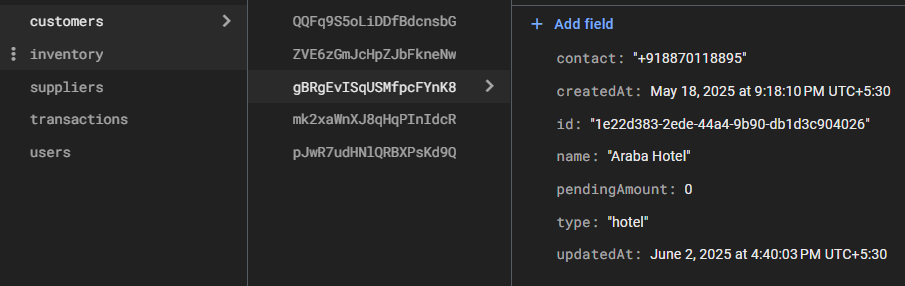 customers
inventory
suppliers
transactions
users
QQFq9S5oLiDDfBdcnsbG
ZVE6zGmJcHpZJbFkneNw
gBRgEvISqUSMfpcFYnK8
mk2xaWnXJ8qHqPInIdcR
pJwR7udHNlQRBXPsKd9Q
+ Add field
contact: "+918870118895"
createdAt: May 18, 2025 at 9:18:10 PM UTC+5:30
id: "1e22d383-2ede-44a4-9b90-db1d3c904026"
name: "Araba Hotel"
pendingAmount: 0
type: "hotel"
updatedAt: June 2, 2025 at 4:40:03 PM UTC+5:30